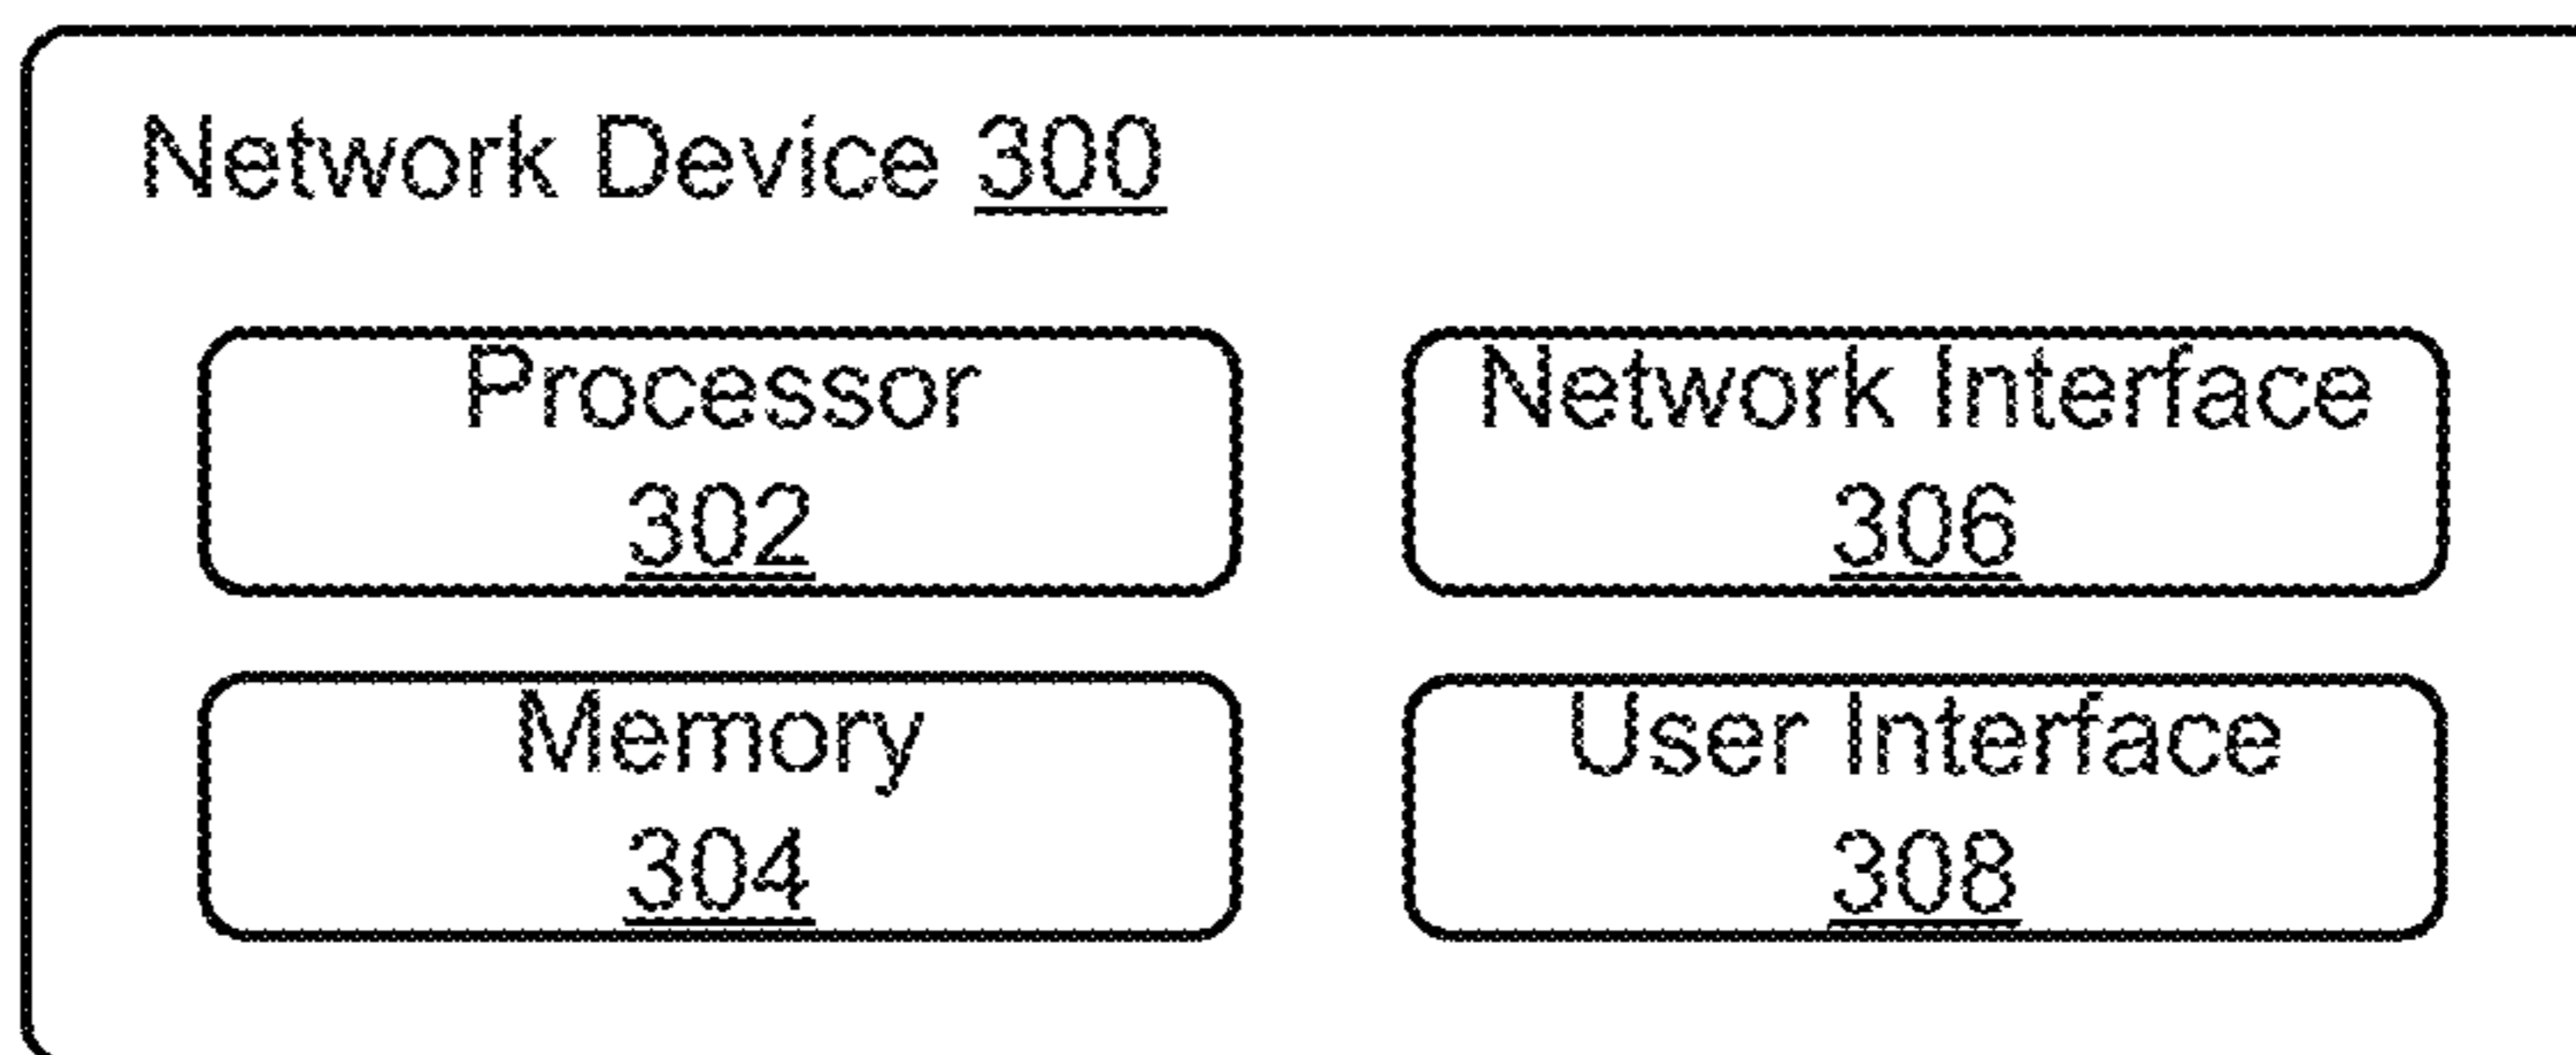 Network Device 300
Processor
302
Network Interface
306
Memory
304
User Interface
308